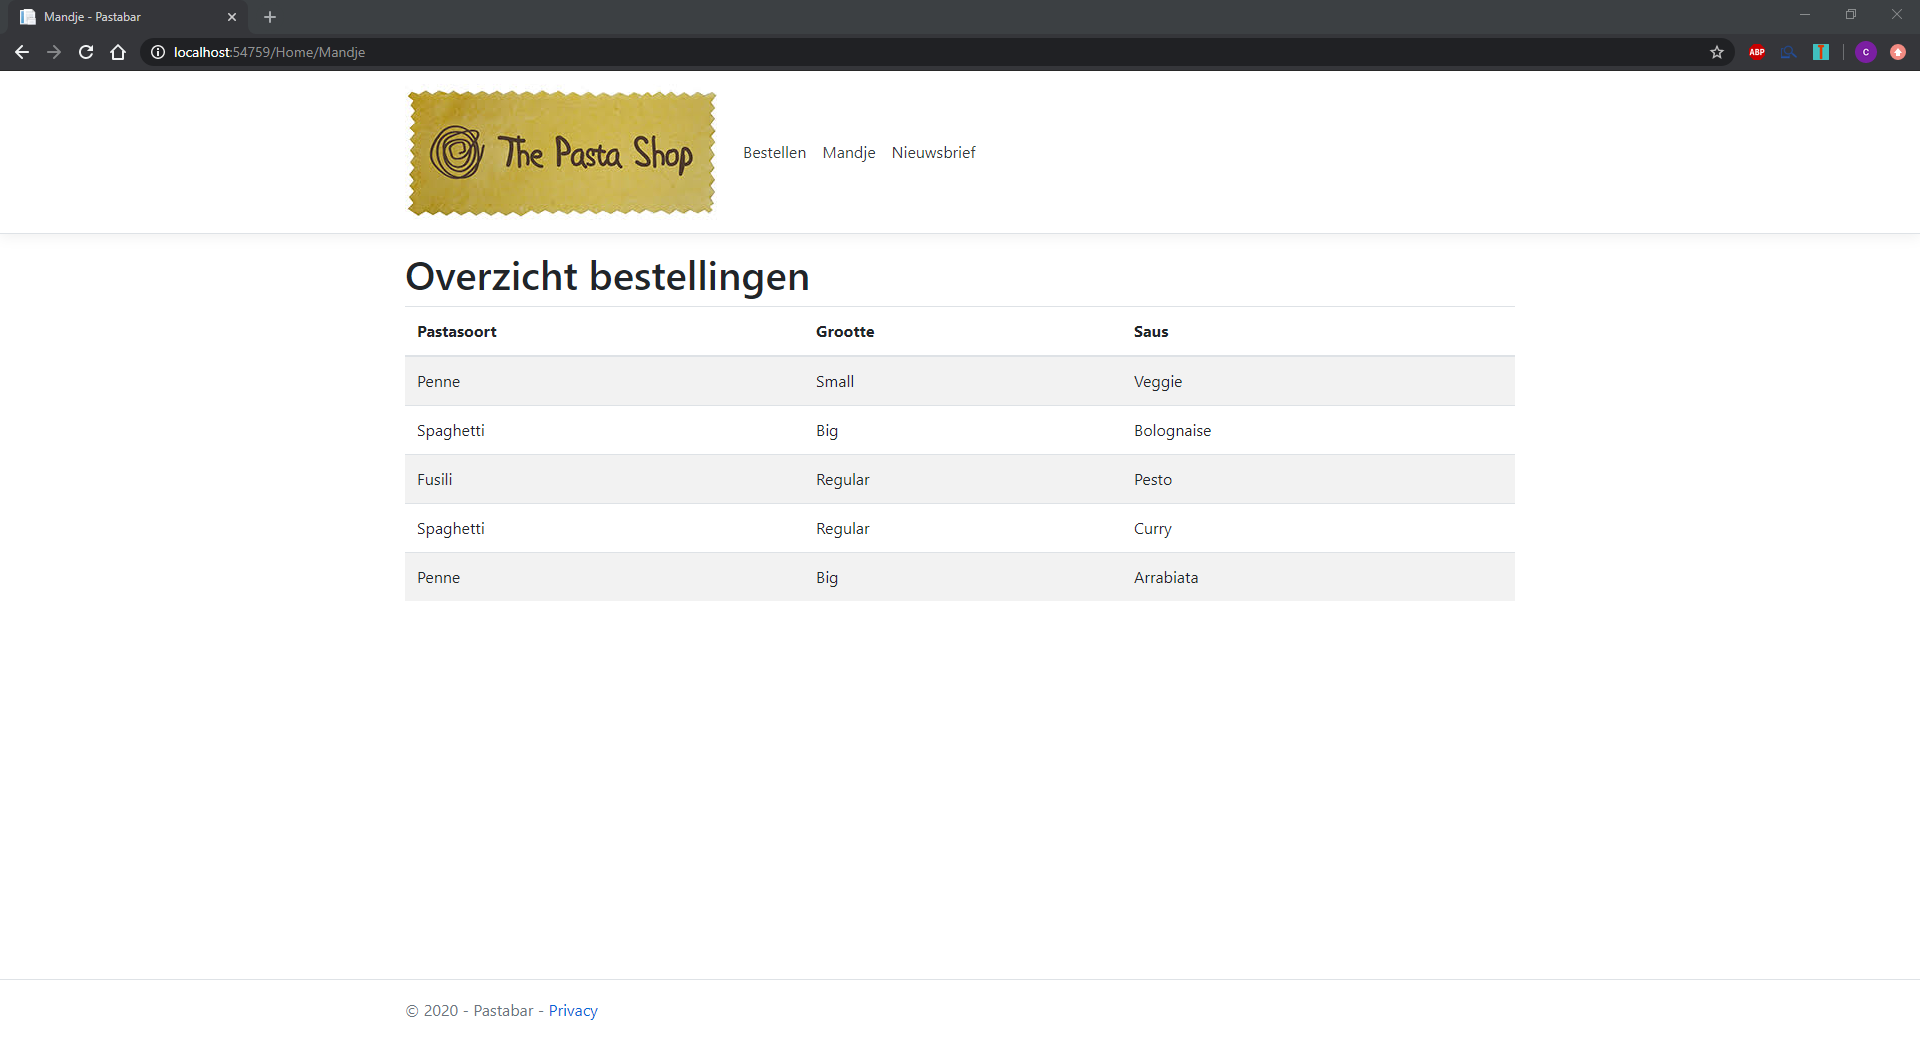 Mandje - Pastabar
localhost:54759/Home/Mandje
ABP
C
The Pasta Shop
Bestellen Mandje Nieuwsbrief
Overzicht bestellingen
Pastasoort Grootte Saus
Penne Small Veggie
Spaghetti Big Bolognaise
Fusili Regular Pesto
Spaghetti Regular Curry
Penne Big Arrabiata
© 2020 - Pastabar - Privacy